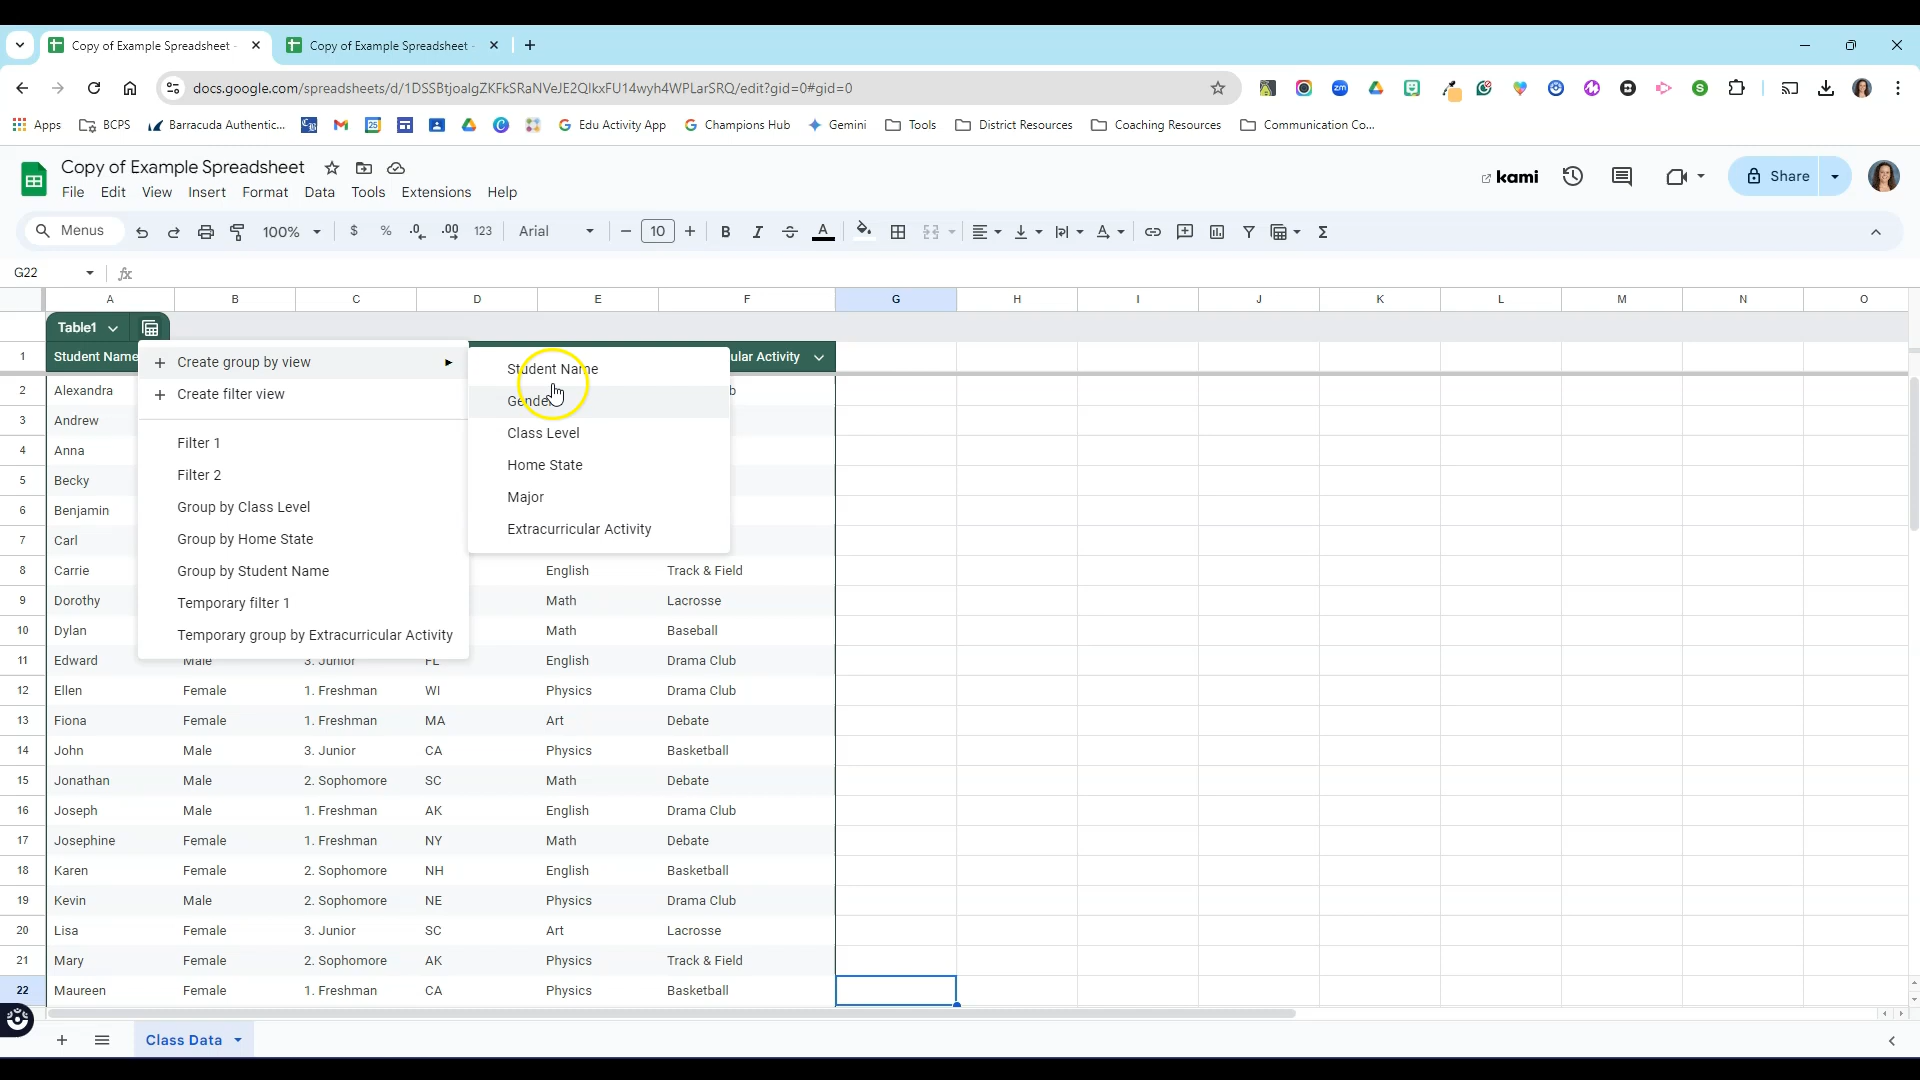 Copy of Example Spreadsheet
Copy of Example Spreadsheet
docs.google.com/spreadsheets/d/1DSSBtjoalgZKFkSRaNVeJE2QIkxFU14wyh4WPLarSRQ/edit?gid=0#gid=0
Apps BCPS Barracuda Authentic... Edu Activity App Champions Hub Gemini Tools District Resources Coaching Resources Communication Co...
Copy of Example Spreadsheet
kami Share
File Edit View Insert Format Data Tools Extensions Help
Menus 100% $ % .0 .00 123 Arial 10 B I A
G22 fx
A B C D E F G H I J K L M N O
Table1
1 Student Name ular Activity
Create group by view
Create filter view
Filter 1
Filter 2
Group by Class Level
Group by Home State
Group by Student Name
Temporary filter 1
Temporary group by Extracurricular Activity
Student Name
Gender
Class Level
Home State
Major
Extracurricular Activity
2 Alexandra b
3 Andrew
4 Anna
5 Becky
6 Benjamin
7 Carl
8 Carrie English Track & Field
9 Dorothy Math Lacrosse
10 Dylan Math Baseball
11 Edward Male 3. Junior FL English Drama Club
12 Ellen Female 1. Freshman WI Physics Drama Club
13 Fiona Female 1. Freshman MA Art Debate
14 John Male 3. Junior CA Physics Basketball
15 Jonathan Male 2. Sophomore SC Math Debate
16 Joseph Male 1. Freshman AK English Drama Club
17 Josephine Female 1. Freshman NY Math Debate
18 Karen Female 2. Sophomore NH English Basketball
19 Kevin Male 2. Sophomore NE Physics Drama Club
20 Lisa Female 3. Junior SC Art Lacrosse
21 Mary Female 2. Sophomore AK Physics Track & Field
22 Maureen Female 1. Freshman CA Physics Basketball
Class Data